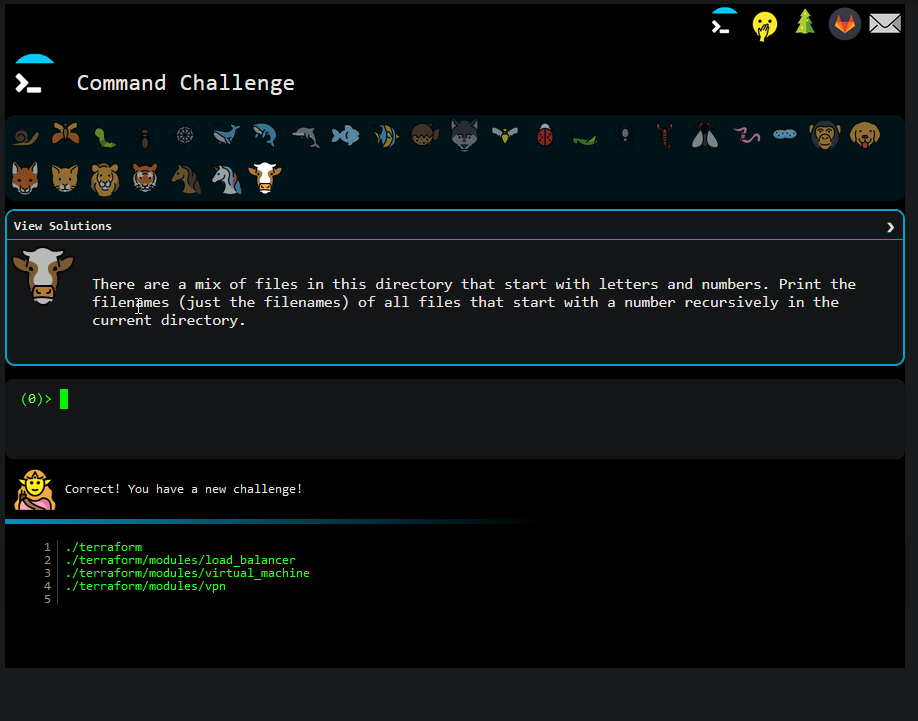 Command Challenge
View Solutions
There are a mix of files in this directory that start with letters and numbers. Print the
filenames (just the filenames) of all files that start with a number recursively in the
current directory.
(0)>
Correct! You have a new challenge!
1 ./terraform
2 ./terraform/modules/load_balancer
3 ./terraform/modules/virtual_machine
4 ./terraform/modules/vpn
5